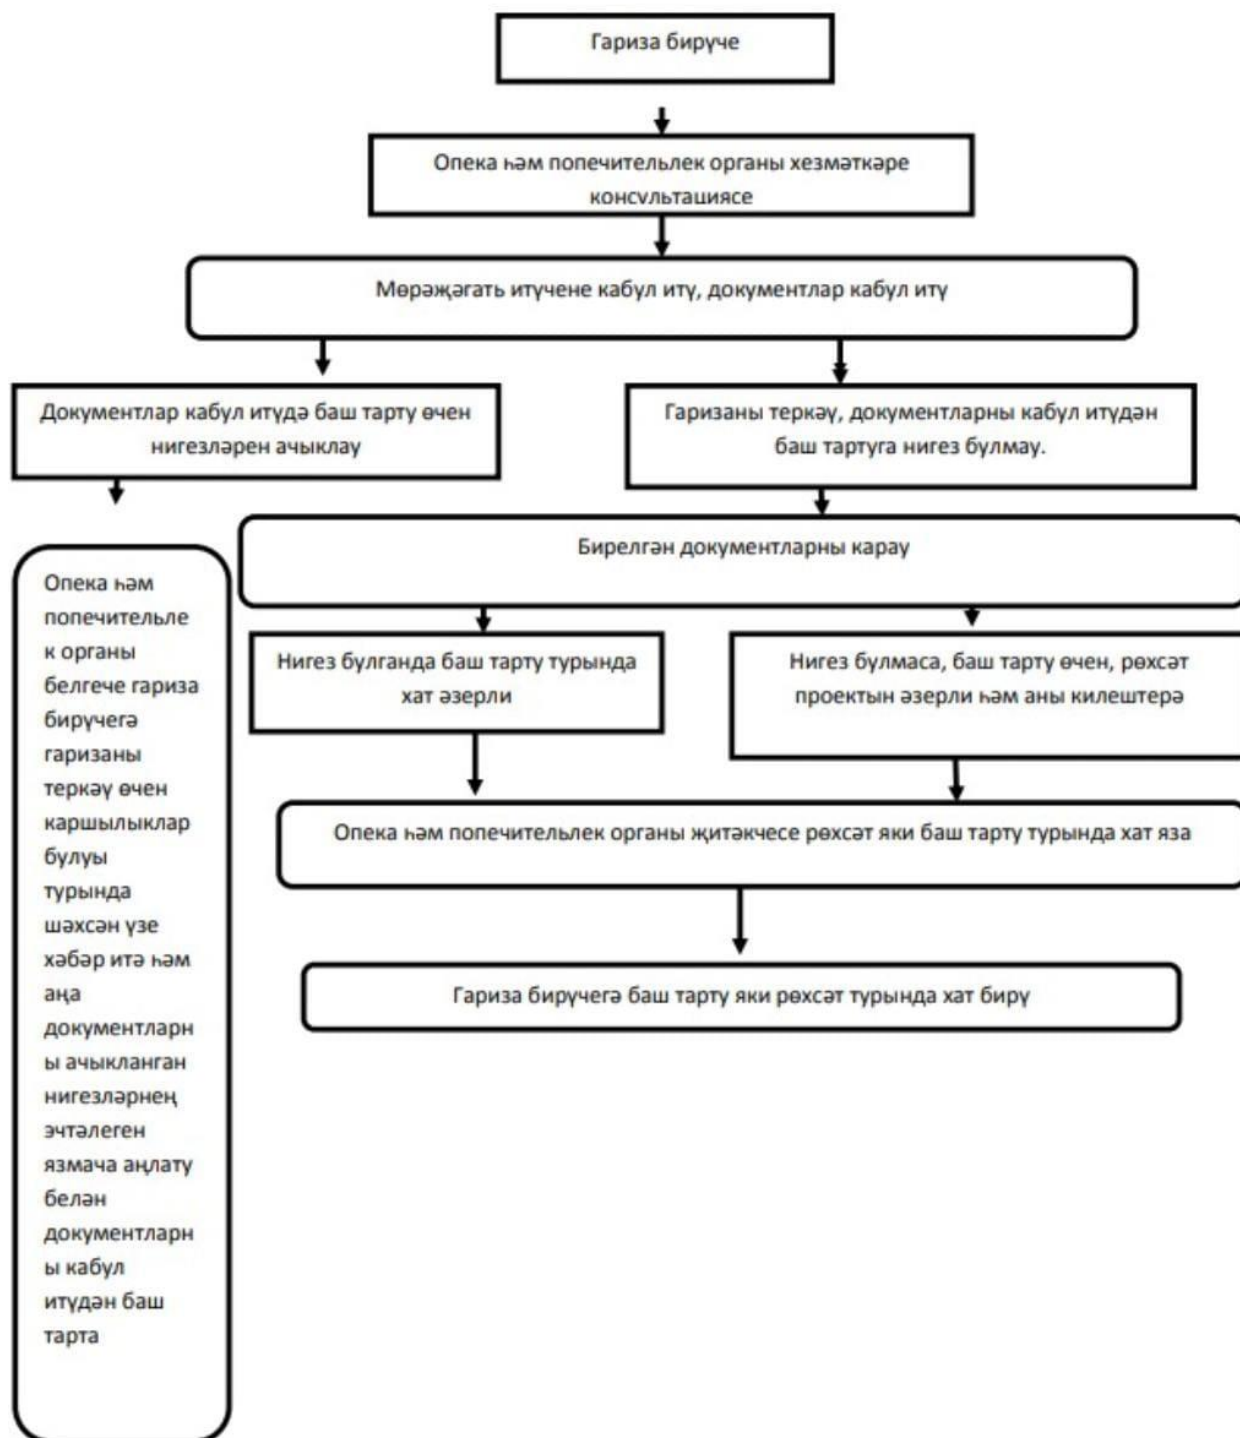 Гариза бирүче
Опека һәм попечительлек органы хезмәткәре
консультациясе
Мөрәҗәгать итүчене кабул итү, документлар кабул итү
Документлар кабул итүдә баш тарту өчен
нигезләрен ачыклау
Гаризаны теркәү, документларны кабул итүдән
баш тартуга нигез булмау.
Бирелгән документларны карау
Опека һәм
попечительле
к органы
белгече гариза
бирүчегә
гаризаны
теркәү өчен
каршылыклар
булуы
турында
шәхсән үзе
хәбәр итә һәм
аңа
документларн
ы ачыкланган
нигезләрнең
эчтәлеген
язмача аңлату
белән
документларн
ы кабул
итүдән баш
тарта
Нигез булганда баш тарту турында
хат әзерли
Нигез булмаса, баш тарту өчен, рөхсәт
проектын әзерли һәм аны килештерә
Опека һәм попечительлек органы җитәкчесе рөхсәт яки баш тарту турында хат яза
Гариза бирүчегә баш тарту яки рөхсәт турында хат бирү